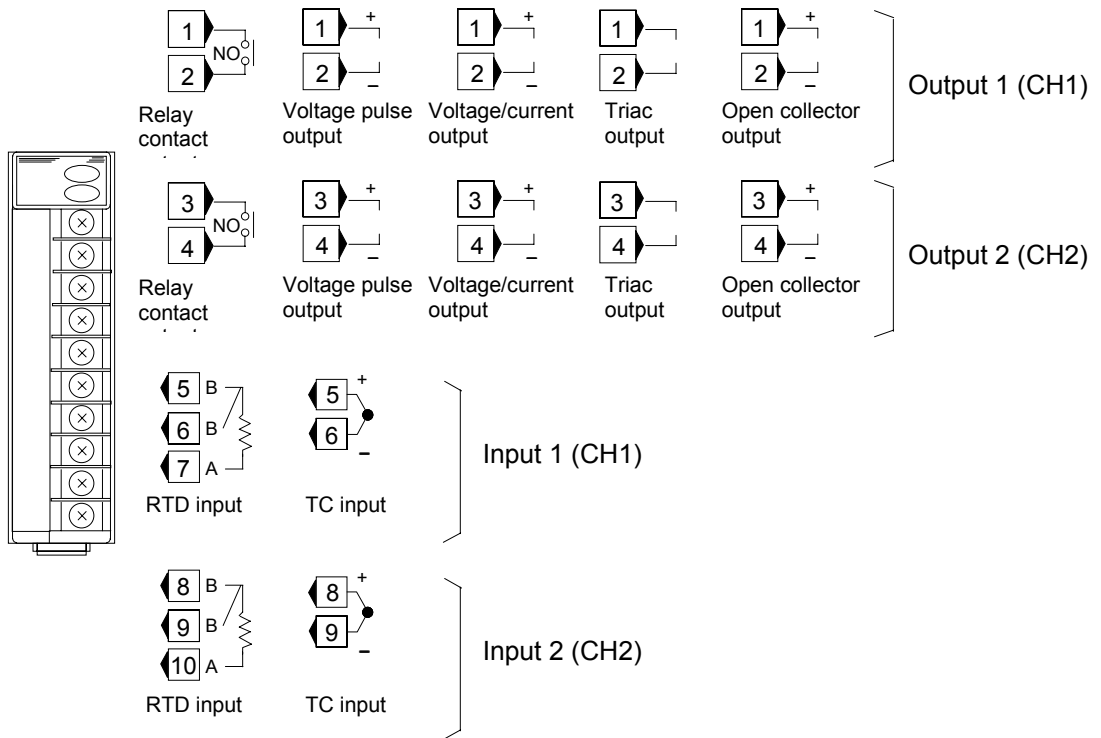 1 + 1 + 1 + 1 1 +
NO
2 2 − 2 − 2 2 −
Relay contact
Voltage pulse output
Voltage/current output
Triac output
Open collector output
Output 1 (CH1)
3 + 3 + 3 3 +
NO
4 4 − 4 − 4 4 −
Relay contact
Voltage pulse output
Voltage/current output
Triac output
Open collector output
Output 2 (CH2)
5 B
6 B
7 A
RTD input
5 +
6 −
TC input
Input 1 (CH1)
8 B
9 B
10 A
RTD input
8 +
9 −
TC input
Input 2 (CH2)